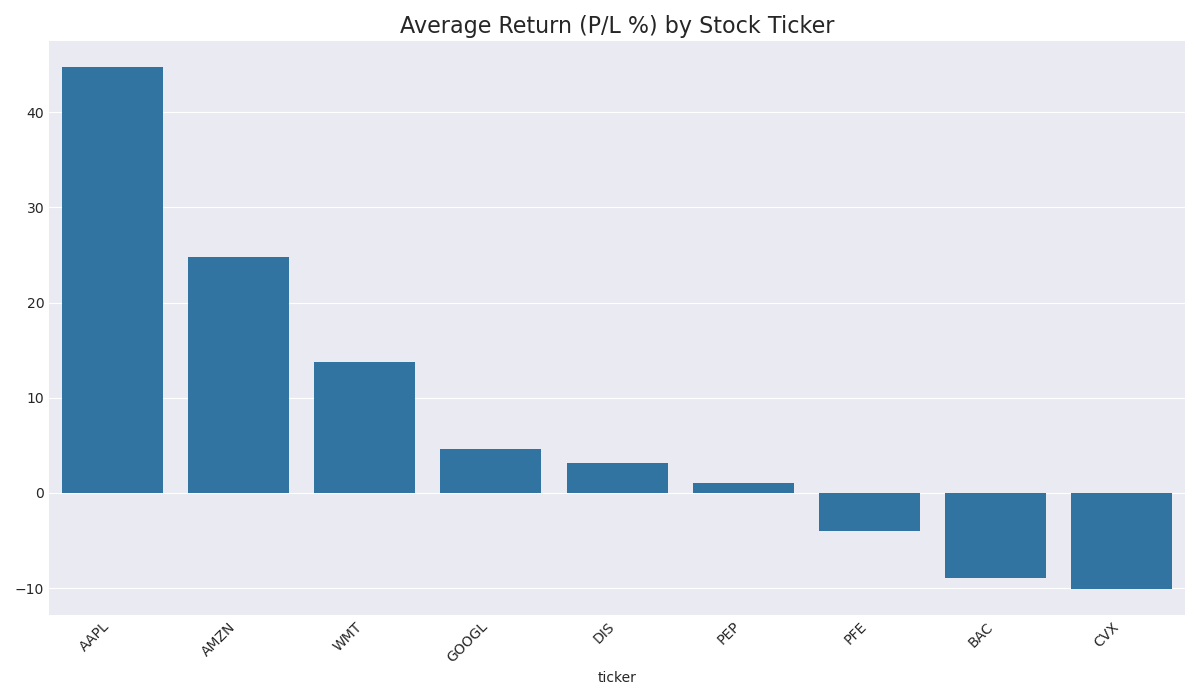 Average Return (P/L %) by Stock Ticker
40
30
20
10
0
−10
AAPL
AMZN
WMT
GOOGL
DIS
PEP
PFE
BAC
CVX
ticker